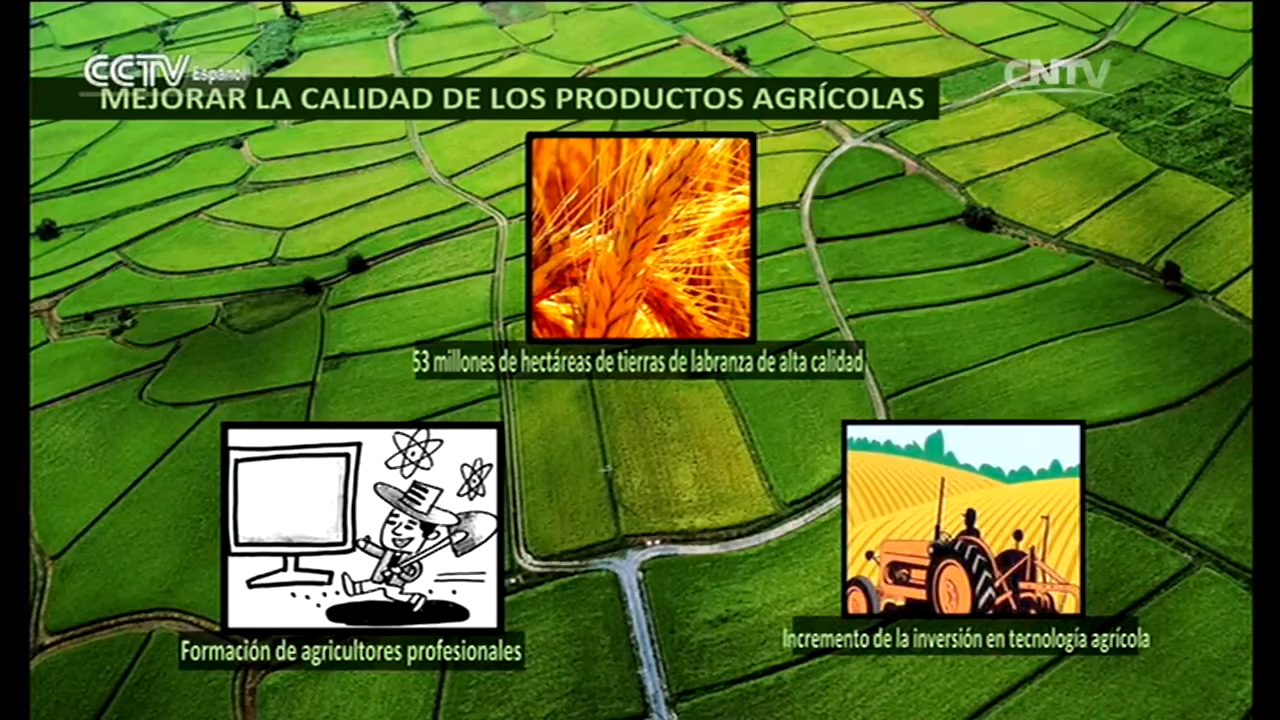 CCTV Español
CNTV
MEJORAR LA CALIDAD DE LOS PRODUCTOS AGRÍCOLAS
53 millones de hectáreas de tierras de labranza de alta calidad
Formación de agricultores profesionales
Incremento de la inversión en tecnología agrícola